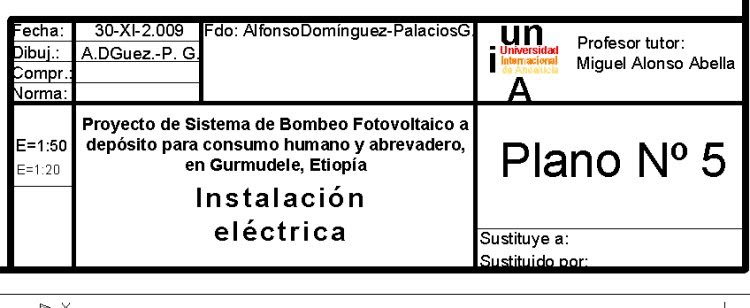 Fecha: 30-XI-2.009 Fdo: AlfonsoDomínguez-PalaciosG.
Dibuj.: A.DGuez.-P. G.
Compr.:
Norma:
un
i
A
Universidad
Internacional
de Andalucía
Profesor tutor:
Miguel Alonso Abella
E=1:50
E=1:20
Proyecto de Sistema de Bombeo Fotovoltaico a
depósito para consumo humano y abrevadero,
en Gurmudele, Etiopía
Instalación
eléctrica
Plano Nº 5
Sustituye a:
Sustituido por: